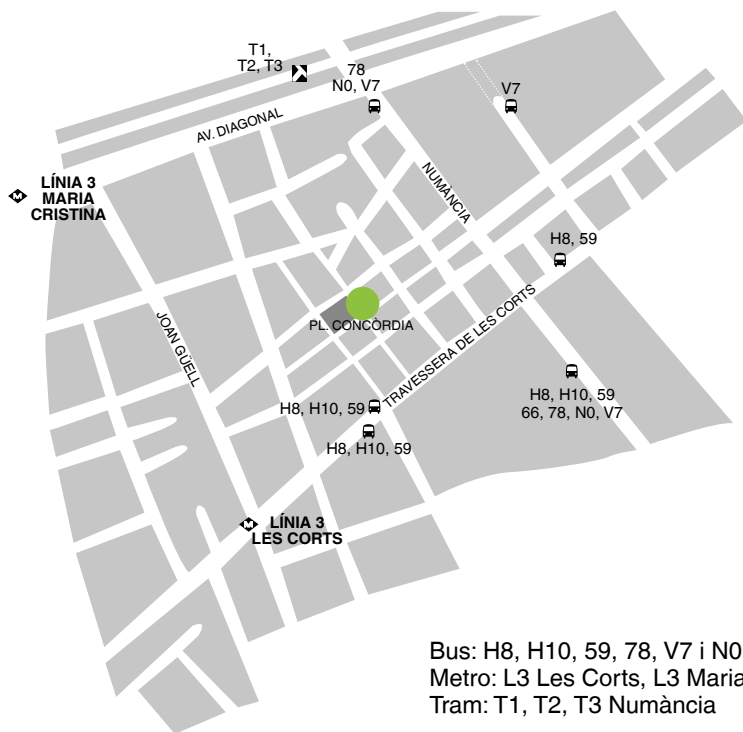 T1,
T2, T3
78
N0, V7
V7
AV. DIAGONAL
LÍNIA 3
MARIA
CRISTINA
NUMÀNCIA
H8, 59
PL. CONCÒRDIA
JOAN GÜELL
TRAVESSERA DE LES CORTS
H8, H10, 59
66, 78, N0, V7
H8, H10, 59
H8, H10, 59
LÍNIA 3
LES CORTS
Bus: H8, H10, 59, 78, V7 i N0
Metro: L3 Les Corts, L3 Maria
Tram: T1, T2, T3 Numància